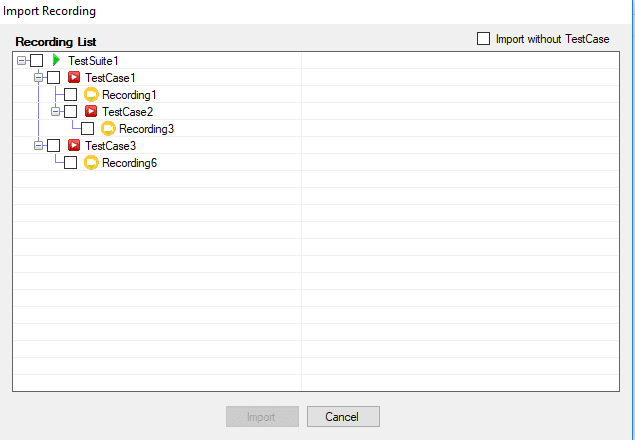 Import Recording
Recording List
Import without TestCase
TestSuite1
TestCase1
Recording1
TestCase2
Recording3
TestCase3
Recording6
Import
Cancel